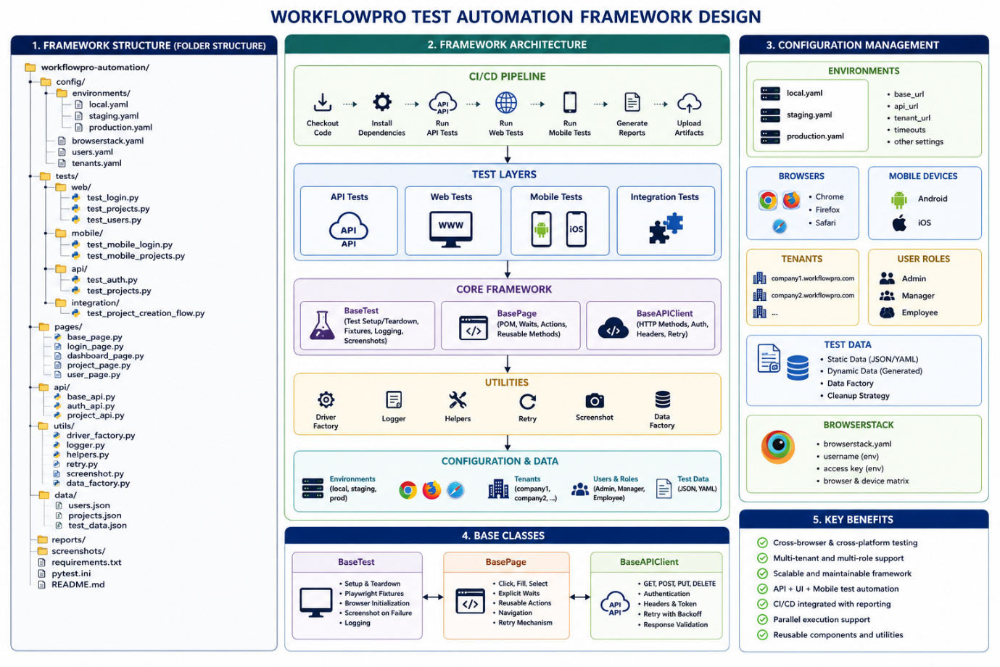 WORKFLOWPRO TEST AUTOMATION FRAMEWORK DESIGN
1. FRAMEWORK STRUCTURE (FOLDER STRUCTURE)
workflowpro-automation/
config/
environments/
local.yaml
staging.yaml
production.yaml
browserstack.yaml
users.yaml
tenants.yaml
tests/
web/
test_login.py
test_projects.py
test_users.py
mobile/
test_mobile_login.py
test_mobile_projects.py
api/
test_auth.py
test_projects.py
integration/
test_project_creation_flow.py
pages/
base_page.py
login_page.py
dashboard_page.py
project_page.py
user_page.py
api/
base_api.py
auth_api.py
project_api.py
utils/
driver_factory.py
logger.py
helpers.py
retry.py
screenshot.py
data_factory.py
data/
users.json
projects.json
test_data.json
reports/
screenshots/
requirements.txt
pytest.ini
README.md
2. FRAMEWORK ARCHITECTURE
CI/CD PIPELINE
API
API
Checkout
Code
Install
Dependencies
Run
API Tests
Run
Web Tests
Run
Mobile Tests
Generate
Reports
Upload
Artifacts
TEST LAYERS
API Tests
API
API
Web Tests
WWW
Mobile Tests
iOS
Integration Tests
CORE FRAMEWORK
BaseTest
(Test Setup/Teardown,
Fixtures, Logging,
Screenshots)
</>
BasePage
(POM, Waits, Actions,
Reusable Methods)
</>
BaseAPIClient
(HTTP Methods, Auth,
Headers, Retry)
UTILITIES
Driver
Factory
Logger
Helpers
Retry
Screenshot
Data
Factory
CONFIGURATION & DATA
Environments
(local, staging,
prod)
Tenants
(company1,
company2, ...)
Users & Roles
(Admin, Manager,
Employee)
Test Data
(JSON, YAML)
4. BASE CLASSES
BaseTest
• Setup & Teardown
• Playwright Fixtures
• Browser Initialization
• Screenshot on Failure
• Logging
BasePage
</>
• Click, Fill, Select
• Explicit Waits
• Reusable Actions
• Navigation
• Retry Mechanism
BaseAPIClient
API
API
• GET, POST, PUT, DELETE
• Authentication
• Headers & Token
• Retry with Backoff
• Response Validation
3. CONFIGURATION MANAGEMENT
ENVIRONMENTS
local.yaml
staging.yaml
production.yaml
• base_url
• api_url
• tenant_url
• timeouts
• other settings
BROWSERS
• Chrome
• Firefox
• Safari
MOBILE DEVICES
Android
iOS
TENANTS
company1.workflowpro.com
company2.workflowpro.com
...
USER ROLES
Admin
Manager
Employee
TEST DATA
• Static Data (JSON/YAML)
• Dynamic Data (Generated)
• Data Factory
• Cleanup Strategy
BROWSERSTACK
• browserstack.yaml
• username (env)
• access key (env)
• browser & device matrix
5. KEY BENEFITS
Cross-browser & cross-platform testing
Multi-tenant and multi-role support
Scalable and maintainable framework
API + UI + Mobile test automation
CI/CD integrated with reporting
Parallel execution support
Reusable components and utilities